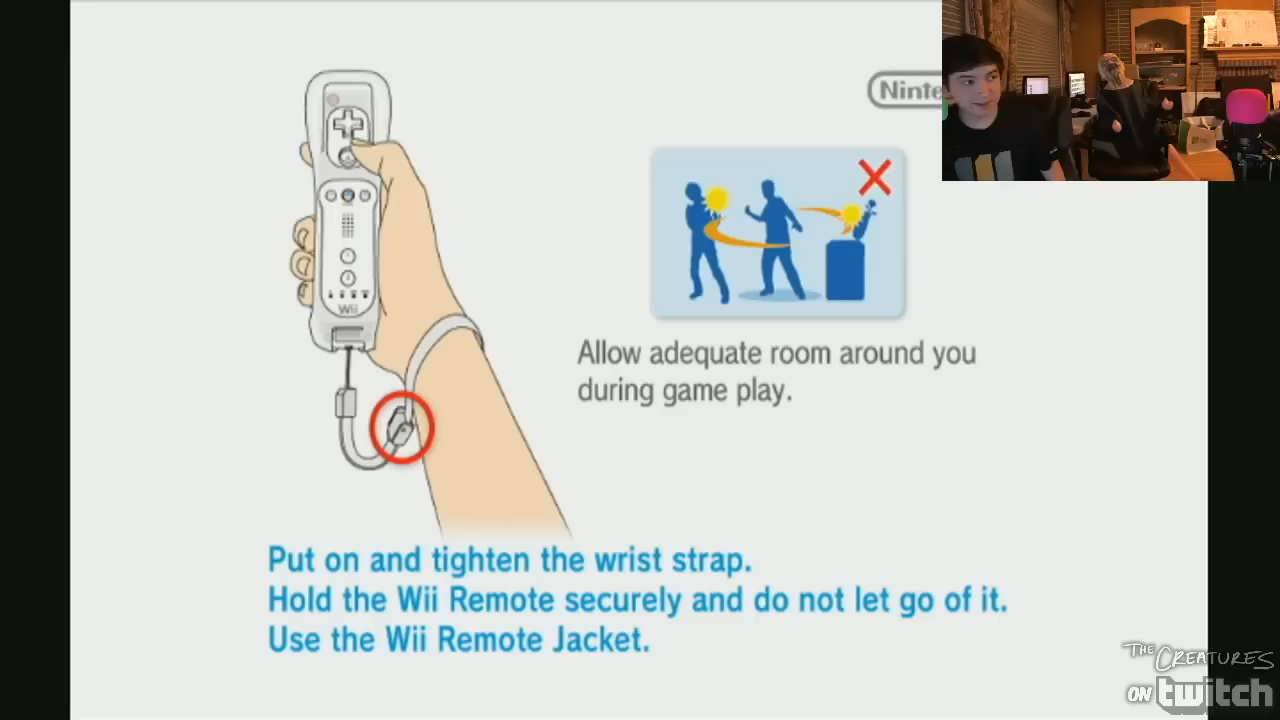 Ninte
Allow adequate room around you
during game play.
Wii
Put on and tighten the wrist strap.
Hold the Wii Remote securely and do not let go of it.
Use the Wii Remote Jacket.
THE CREATURES
ON twitch